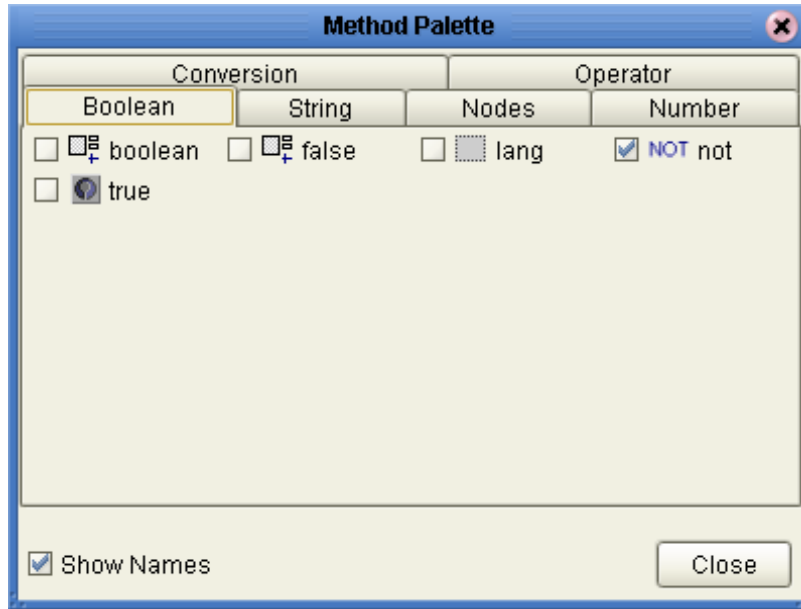 Method Palette
Conversion Operator
Boolean String Nodes Number
boolean false lang NOT not
true
Show Names Close